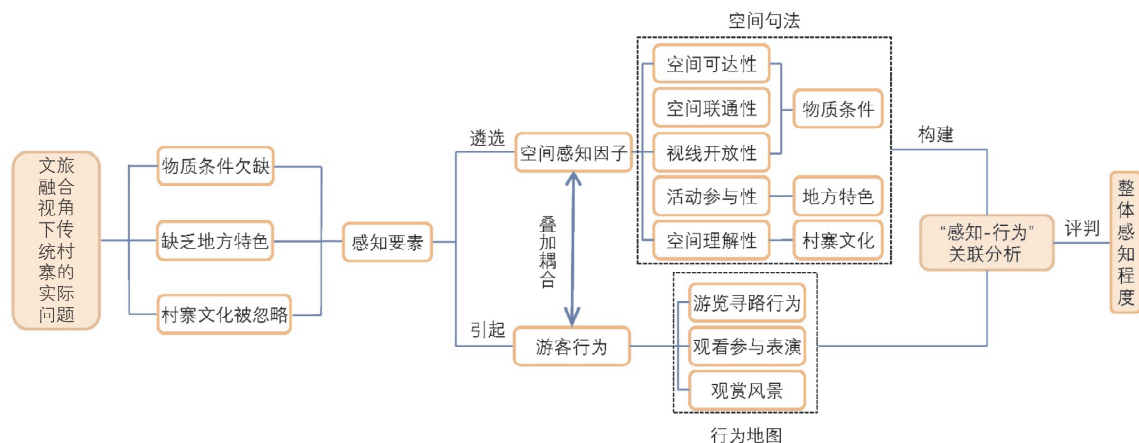 文旅
融合
视角
下传
统村
寨的
实际
问题
物质条件欠缺
缺乏地方特色
村寨文化被忽略
感知要素
遴选
引起
空间感知因子
叠加耦合
游客行为
空间句法
空间可达性
空间联通性
视线开放性
活动参与性
空间理解性
物质条件
地方特色
村寨文化
游览寻路行为
观看参与表演
观赏风景
行为地图
构建
“感知-行为”
关联分析
评判
整体感知程度